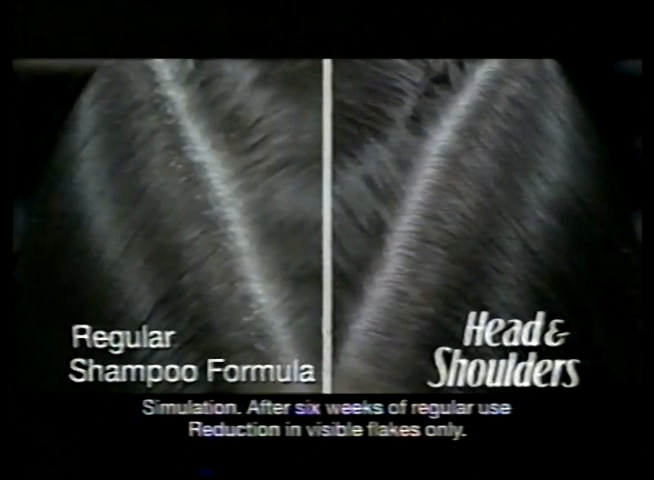 Regular
Shampoo Formula
Head &
Shoulders
Simulation. After six weeks of regular use
Reduction in visible flakes only.